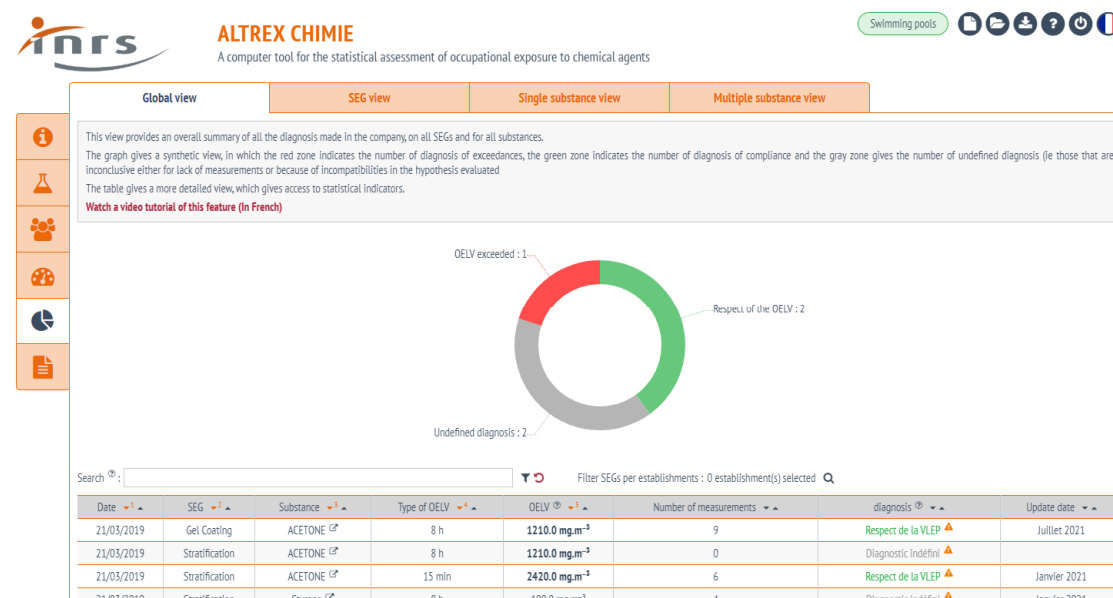 inrs
ALTREX CHIMIE
A computer tool for the statistical assessment of occupational exposure to chemical agents
Swimming pools
Global view
SEG view
Single substance view
Multiple substance view
This view provides an overall summary of all the diagnosis made in the company, on all SEGs and for all substances.
The graph gives a synthetic view, in which the red zone indicates the number of diagnosis of exceedances, the green zone indicates the number of diagnosis of compliance and the gray zone gives the number of undefined diagnosis (ie those that are
inconclusive either for lack of measurements or because of incompatibilities in the hypothesis evaluated
The table gives a more detailed view, which gives access to statistical indicators.
Watch a video tutorial of this feature (In French)
OELV exceeded : 1
Respect of the OELV : 2
Undefined diagnosis : 2
Search ? :
Filter SEGs per establishments : 0 establishment(s) selected
Date 1 SEG 2 Substance 3 Type of OELV 4 OELV ? 5 Number of measurements diagnosis ? Update date
21/03/2019 Gel Coating ACETONE 8 h 1210.0 mg.m⁻³ 9 Respect de la VLEP Juillet 2021
21/03/2019 Stratification ACETONE 8 h 1210.0 mg.m⁻³ 0 Diagnostic indéfini
21/03/2019 Stratification ACETONE 15 min 2420.0 mg.m⁻³ 6 Respect de la VLEP Janvier 2021